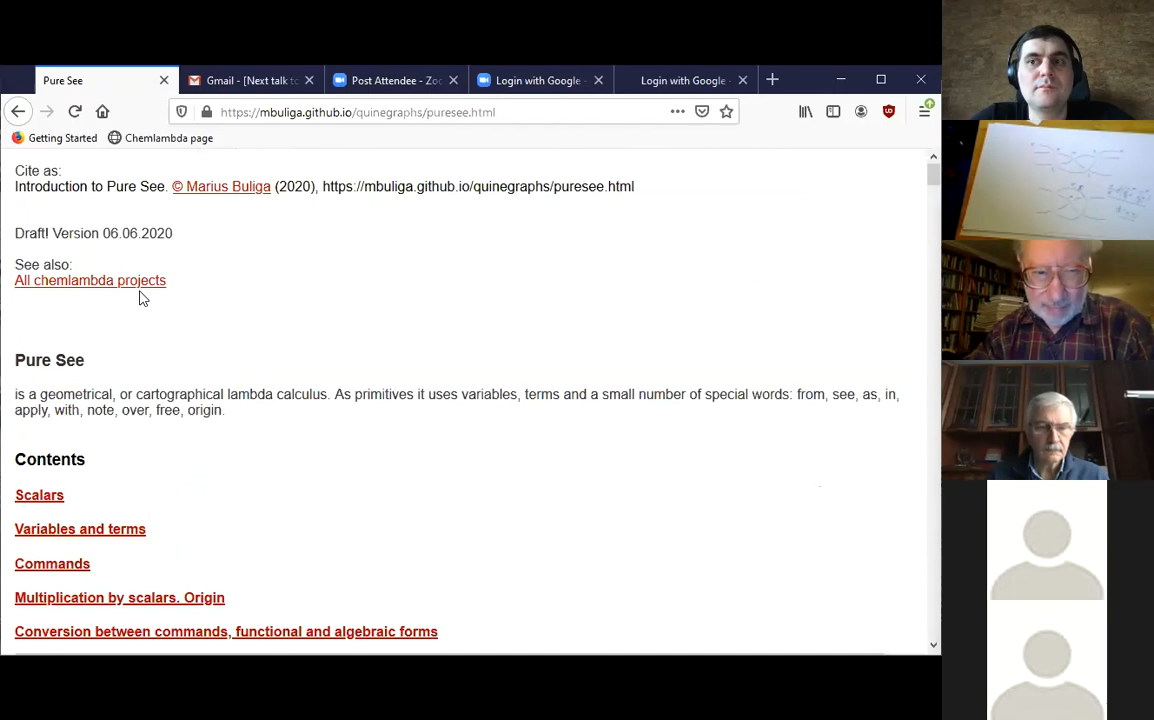 Pure See
Gmail - [Next talk to
Post Attendee - Zoo
Login with Google -
Login with Google -
https://mbuliga.github.io/quinegraphs/puresee.html
Getting Started
Chemlambda page
Cite as:
Introduction to Pure See. © Marius Buliga (2020), https://mbuliga.github.io/quinegraphs/puresee.html
Draft! Version 06.06.2020
See also:
All chemlambda projects
Pure See
is a geometrical, or cartographical lambda calculus. As primitives it uses variables, terms and a small number of special words: from, see, as, in,
apply, with, note, over, free, origin.
Contents
Scalars
Variables and terms
Commands
Multiplication by scalars. Origin
Conversion between commands, functional and algebraic forms